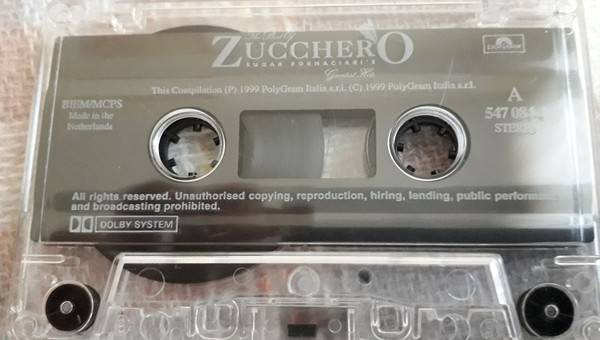 The Best Of
ZUCCHERO
SUGAR FORNACIARI'S
Greatest Hits
This Compilation (P) 1999 PolyGram Italia s.r.l. (C) 1999 PolyGram Italia s.r.l.
BIEM/MCPS
Made in the
Netherlands
A
547 084
STEREO
All rights reserved. Unauthorised copying, reproduction, hiring, lending, public
and broadcasting prohibited.
DOLBY SYSTEM